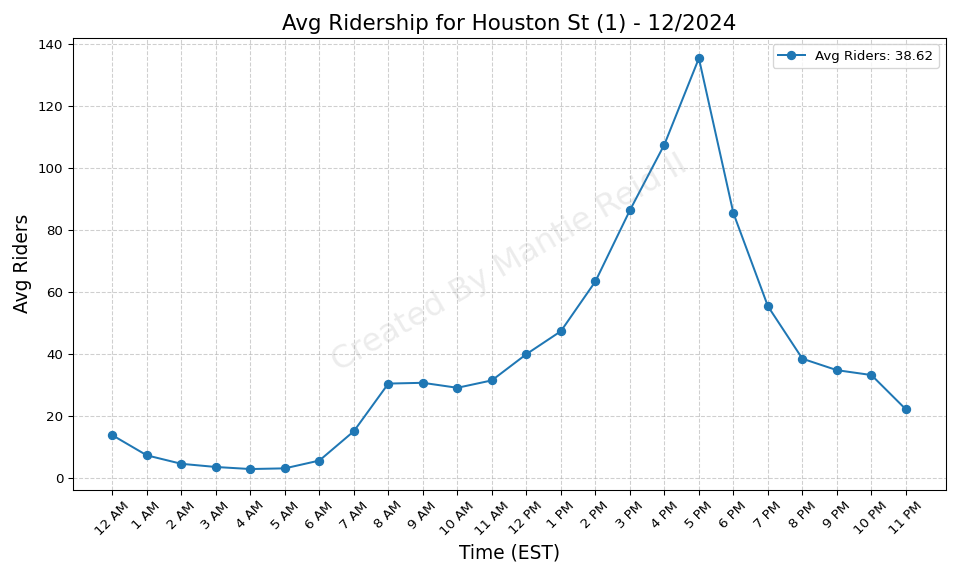 Avg Ridership for Houston St (1) - 12/2024
Avg Riders: 38.62
Avg Riders
140
120
100
80
60
40
20
0
Created By Mantle Reid II
12 AM
1 AM
2 AM
3 AM
4 AM
5 AM
6 AM
7 AM
8 AM
9 AM
10 AM
11 AM
12 PM
1 PM
2 PM
3 PM
4 PM
5 PM
6 PM
7 PM
8 PM
9 PM
10 PM
11 PM
Time (EST)